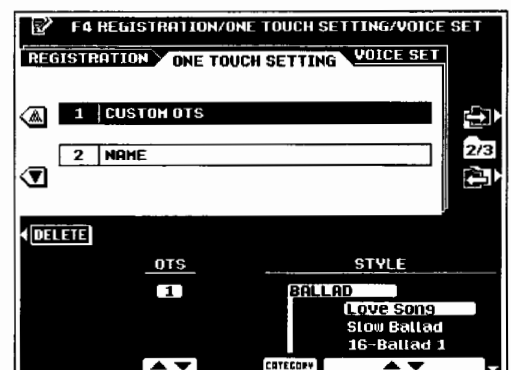 F4 REGISTRATION/ONE TOUCH SETTING/VOICE SET
REGISTRATION ONE TOUCH SETTING VOICE SET
1 CUSTOM OTS
2 NAME
2/3
DELETE
OTS STYLE
1 BALLAD
Love Song
Slow Ballad
16-Ballad 1
CATEGORY